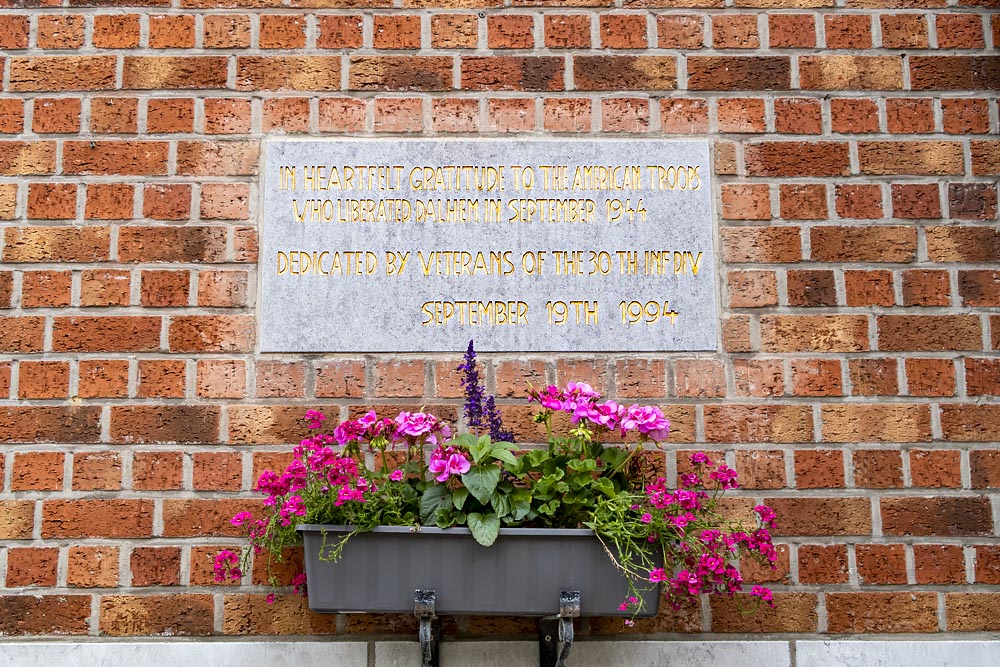 IN HEARTFELT GRATITUDE TO THE AMERICAN TROOPS
WHO LIBERATED DALHEM IN SEPTEMBER 1944
DEDICATED BY VETERANS OF THE 30 TH INF DIV
SEPTEMBER 19TH 1994